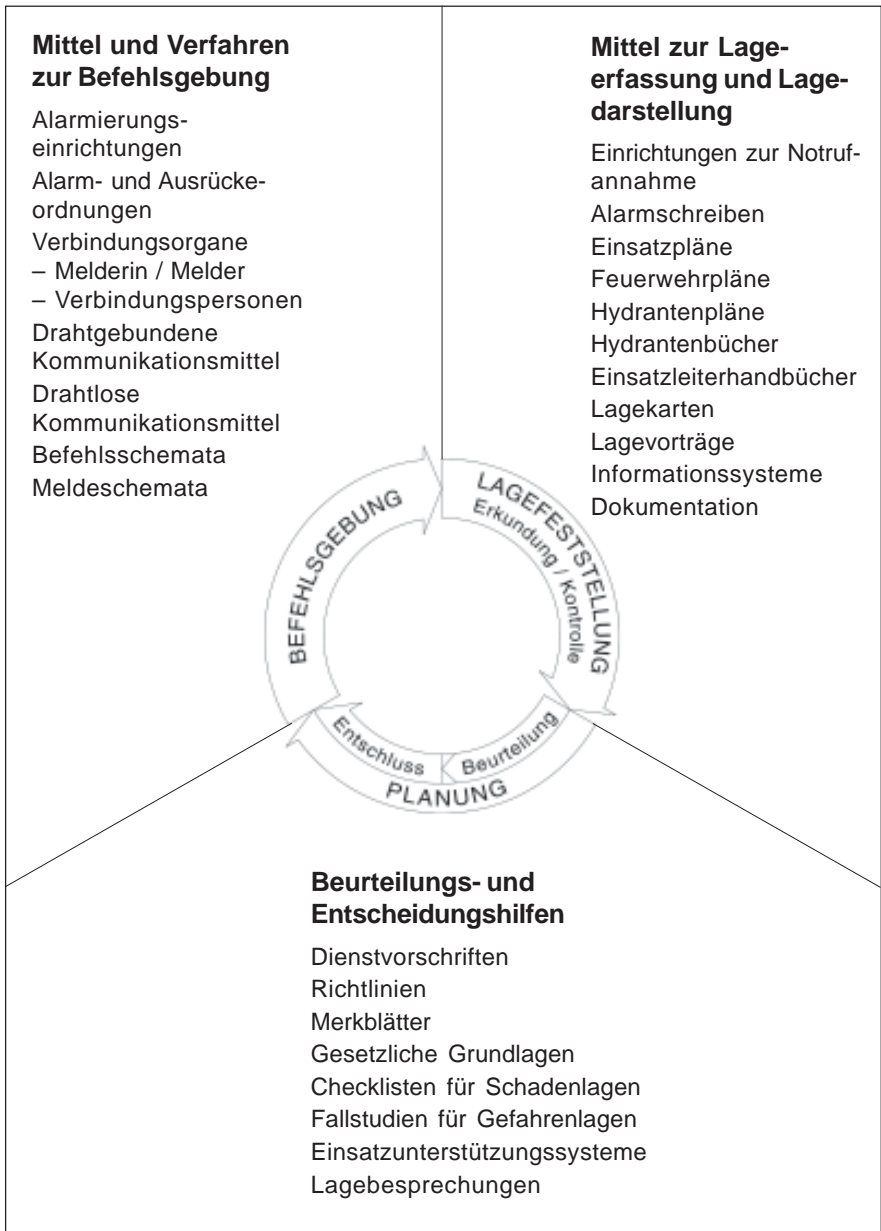 Mittel und Verfahren
zur Befehlsgebung
Alarmierungs-
einrichtungen
Alarm- und Ausrücke-
ordnungen
Verbindungsorgane
– Melderin / Melder
– Verbindungspersonen
Drahtgebundene
Kommunikationsmittel
Drahtlose
Kommunikationsmittel
Befehlsschemata
Meldeschemata
Mittel zur Lage-
erfassung und Lage-
darstellung
Einrichtungen zur Notruf-
annahme
Alarmschreiben
Einsatzpläne
Feuerwehrpläne
Hydrantenpläne
Hydrantenbücher
Einsatzleiterhandbücher
Lagekarten
Lagevorträge
Informationssysteme
Dokumentation
BEFEHLSGEBUNG
LAGEFESTSTELLUNG
Erkundung / Kontrolle
Entschluss
Beurteilung
PLANUNG
Beurteilungs- und
Entscheidungshilfen
Dienstvorschriften
Richtlinien
Merkblätter
Gesetzliche Grundlagen
Checklisten für Schadenlagen
Fallstudien für Gefahrenlagen
Einsatzunterstützungssysteme
Lagebesprechungen